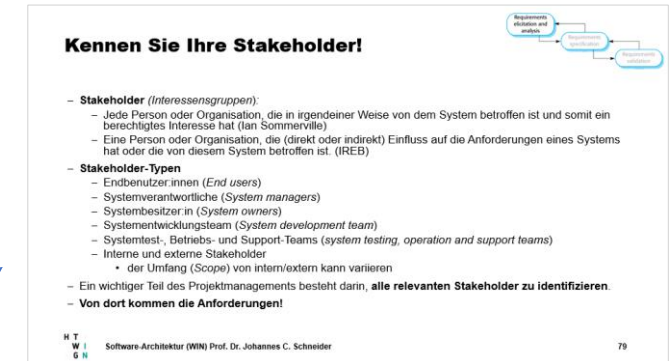 Kennen Sie Ihre Stakeholder!
Requirements
elicitation and
analysis
Requirements
specification
Requirements
validation
– Stakeholder (Interessensgruppen):
– Jede Person oder Organisation, die in irgendeiner Weise von dem System betroffen ist und somit ein
berechtigtes Interesse hat (Ian Sommerville)
– Eine Person oder Organisation, die (direkt oder indirekt) Einfluss auf die Anforderungen eines Systems
hat oder die von diesem System betroffen ist. (IREB)
– Stakeholder-Typen
– Endbenutzer:innen (End users)
– Systemverantwortliche (System managers)
– Systembesitzer:in (System owners)
– Systementwicklungsteam (System development team)
– Systemtest-, Betriebs- und Support-Teams (system testing, operation and support teams)
– Interne und externe Stakeholder
• der Umfang (Scope) von intern/extern kann variieren
– Ein wichtiger Teil des Projektmanagements besteht darin, alle relevanten Stakeholder zu identifizieren.
– Von dort kommen die Anforderungen!
H T
W I
G N
Software-Architektur (WIN) Prof. Dr. Johannes C. Schneider
79